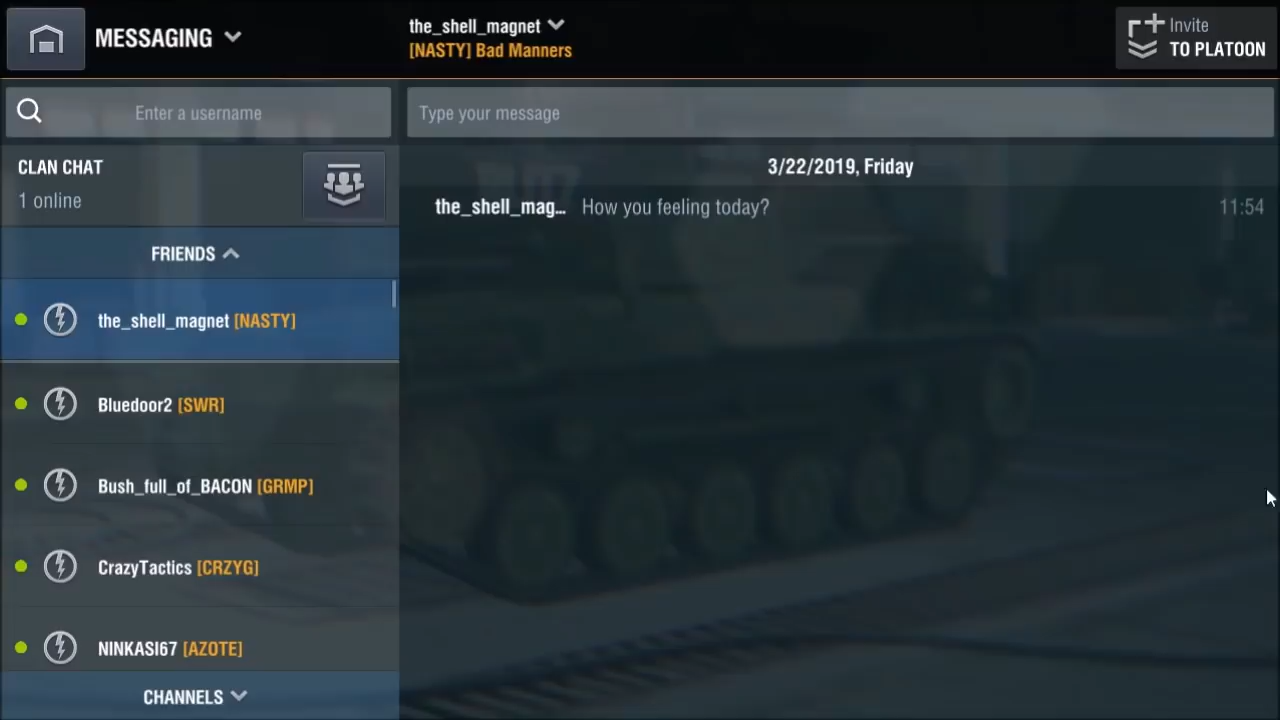 MESSAGING
the_shell_magnet
[NASTY] Bad Manners
Invite
TO PLATOON
Enter a username
Type your message
CLAN CHAT
1 online
3/22/2019, Friday
the_shell_mag... How you feeling today? 11:54
FRIENDS
the_shell_magnet [NASTY]
Bluedoor2 [SWR]
Bush_full_of_BACON [GRMP]
CrazyTactics [CRZYG]
NINKASI67 [AZOTE]
CHANNELS